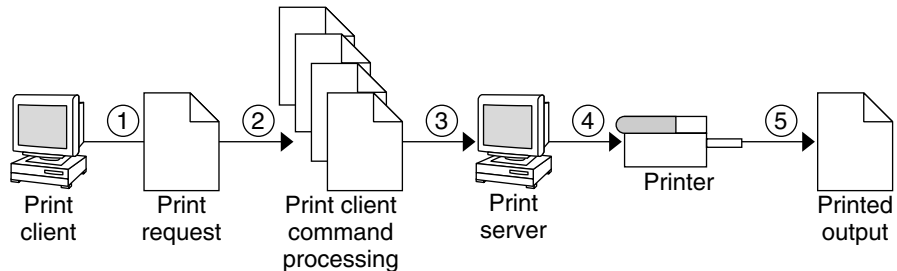 1
2
3
4
5
Print
client
Print
request
Print client
command
processing
Print
server
Printer
Printed
output